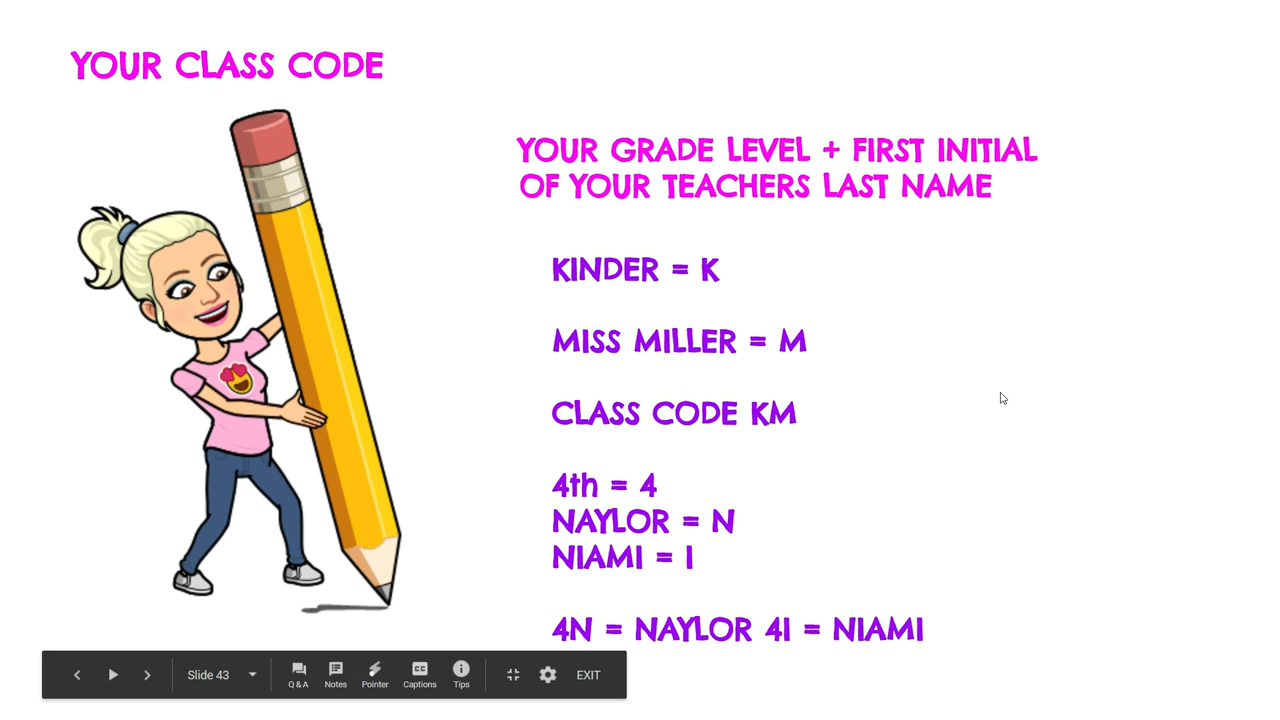 YOUR CLASS CODE
YOUR GRADE LEVEL + FIRST INITIAL
OF YOUR TEACHERS LAST NAME
KINDER = K
MISS MILLER = M
CLASS CODE KM
4th = 4
NAYLOR = N
NIAMI = I
4N = NAYLOR 4I = NIAMI
Slide 43
Q & A
Notes
Pointer
CC
Captions
Tips
EXIT